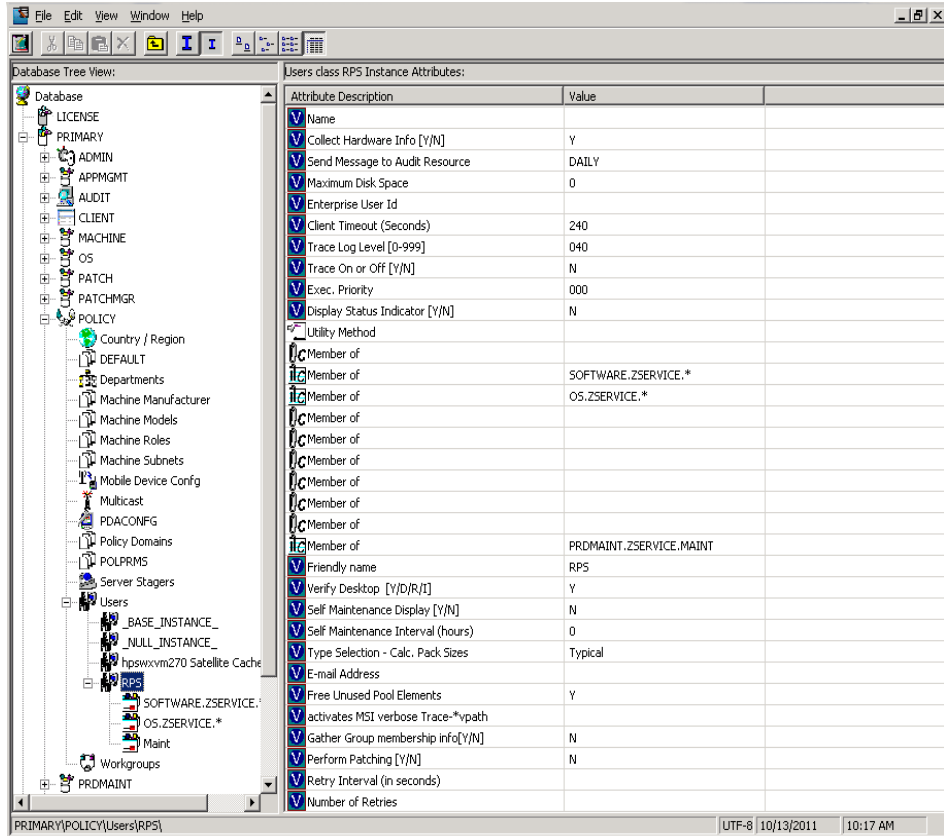 File Edit View Window Help
Database Tree View:
Database
LICENSE
PRIMARY
ADMIN
APPMGMT
AUDIT
CLIENT
MACHINE
OS
PATCH
PATCHMGR
POLICY
Country / Region
DEFAULT
Departments
Machine Manufacturer
Machine Models
Machine Roles
Machine Subnets
Mobile Device Confg
Multicast
PDACONFG
Policy Domains
POLPRMS
Server Stagers
Users
_BASE_INSTANCE_
_NULL_INSTANCE_
hpswxvm270 Satellite Cache
RPS
SOFTWARE.ZSERVICE.*
OS.ZSERVICE.*
Maint
Workgroups
PRDMAINT
Users class RPS Instance Attributes:
Attribute Description Value
Name
Collect Hardware Info [Y/N] Y
Send Message to Audit Resource DAILY
Maximum Disk Space 0
Enterprise User Id
Client Timeout (Seconds) 240
Trace Log Level [0-999] 040
Trace On or Off [Y/N] N
Exec. Priority 000
Display Status Indicator [Y/N] N
Utility Method
Member of
Member of SOFTWARE.ZSERVICE.*
Member of OS.ZSERVICE.*
Member of
Member of
Member of
Member of
Member of
Member of
Member of PRDMAINT.ZSERVICE.MAINT
Friendly name RPS
Verify Desktop [Y/D/R/I] Y
Self Maintenance Display [Y/N] N
Self Maintenance Interval (hours) 0
Type Selection - Calc. Pack Sizes Typical
E-mail Address
Free Unused Pool Elements Y
activates MSI verbose Trace-*vpath
Gather Group membership info[Y/N] N
Perform Patching [Y/N] N
Retry Interval (in seconds)
Number of Retries
PRIMARY\POLICY\Users\RPS\ UTF-8 10/13/2011 10:17 AM